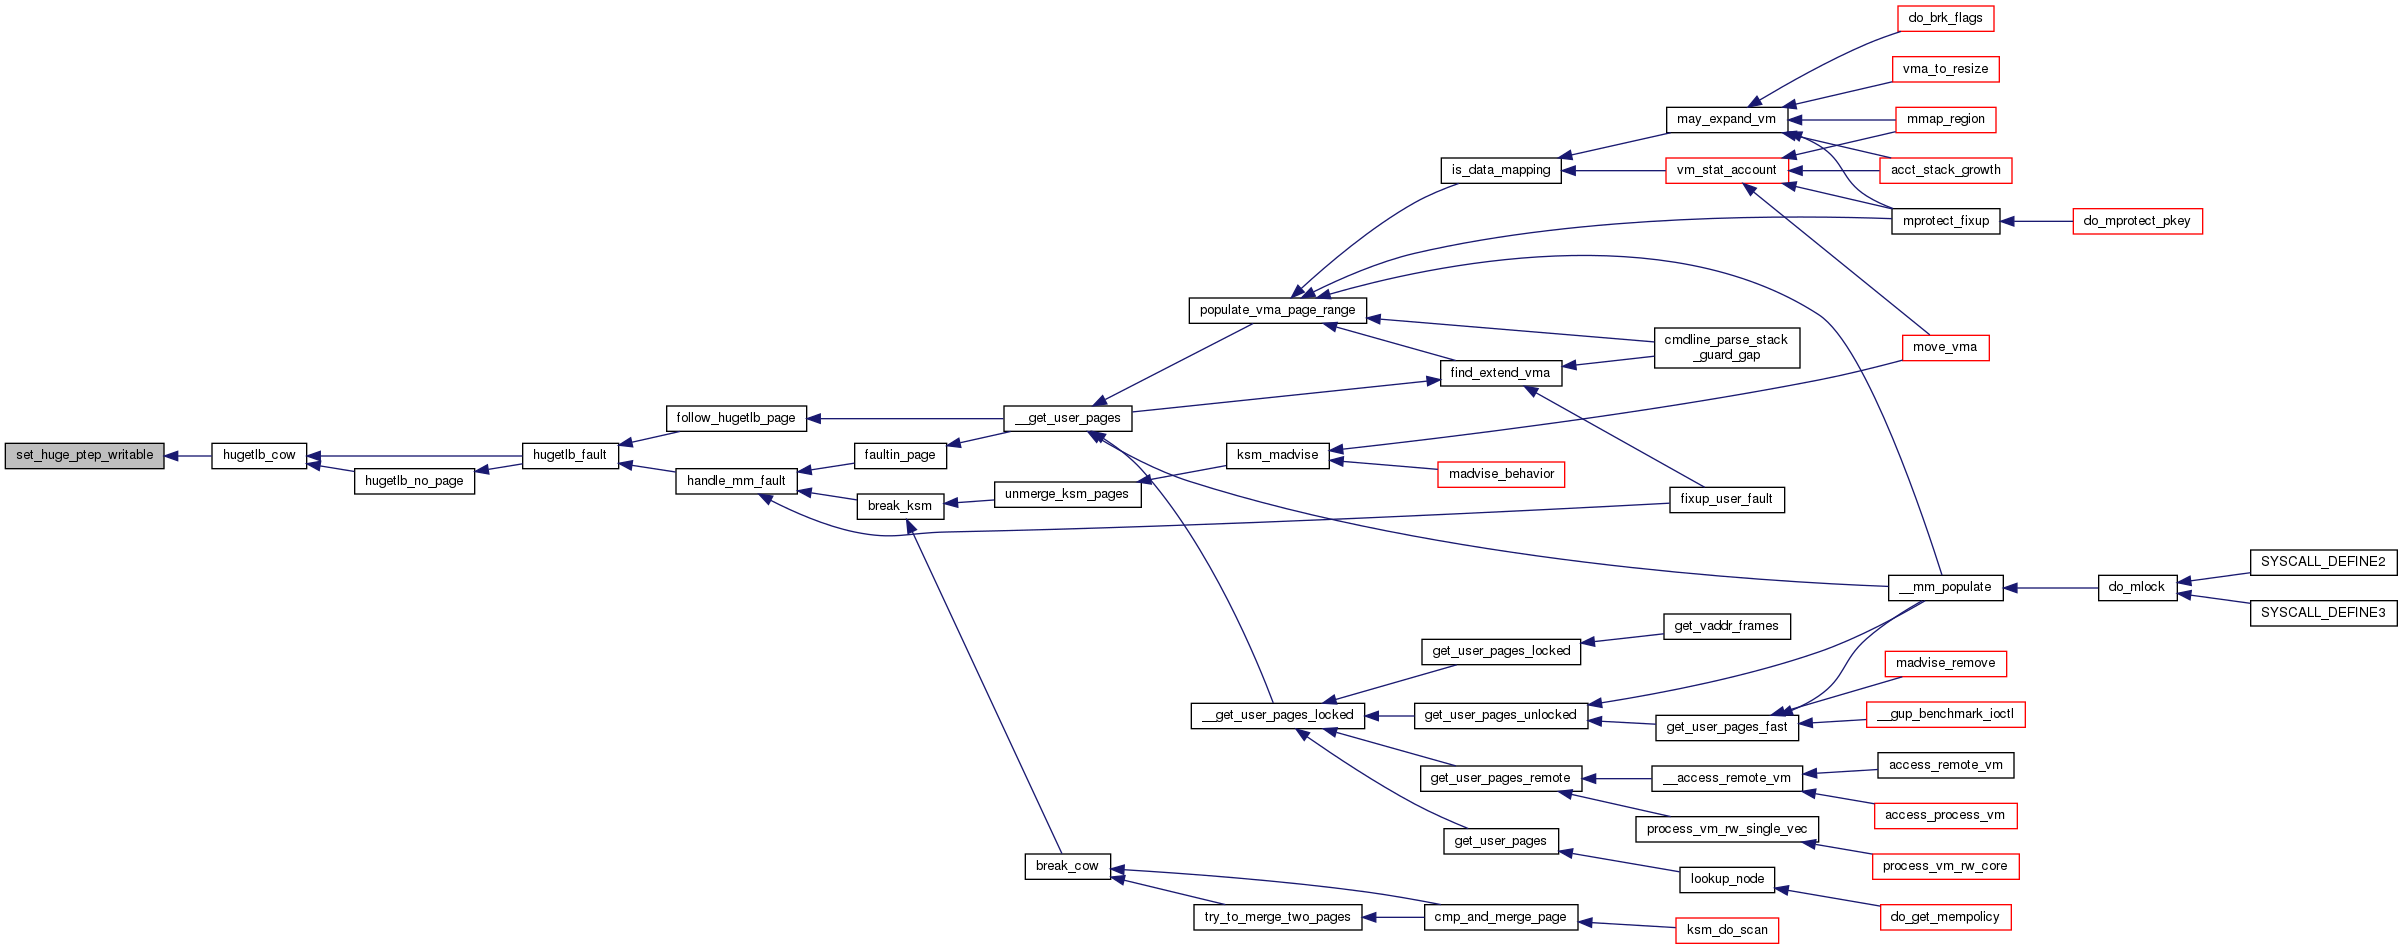 do_brk_flags
vma_to_resize
may_expand_vm
mmap_region
is_data_mapping
vm_stat_account
acct_stack_growth
mprotect_fixup
do_mprotect_pkey
populate_vma_page_range
cmdline_parse_stack
_guard_gap
move_vma
find_extend_vma
follow_hugetlb_page
__get_user_pages
set_huge_ptep_writable
hugetlb_cow
hugetlb_fault
faultin_page
ksm_madvise
madvise_behavior
hugetlb_no_page
handle_mm_fault
unmerge_ksm_pages
break_ksm
fixup_user_fault
SYSCALL_DEFINE2
__mm_populate
do_mlock
SYSCALL_DEFINE3
get_vaddr_frames
get_user_pages_locked
madvise_remove
__get_user_pages_locked
get_user_pages_unlocked
__gup_benchmark_ioctl
get_user_pages_fast
access_remote_vm
get_user_pages_remote
__access_remote_vm
access_process_vm
process_vm_rw_single_vec
get_user_pages
process_vm_rw_core
break_cow
lookup_node
try_to_merge_two_pages
cmp_and_merge_page
do_get_mempolicy
ksm_do_scan